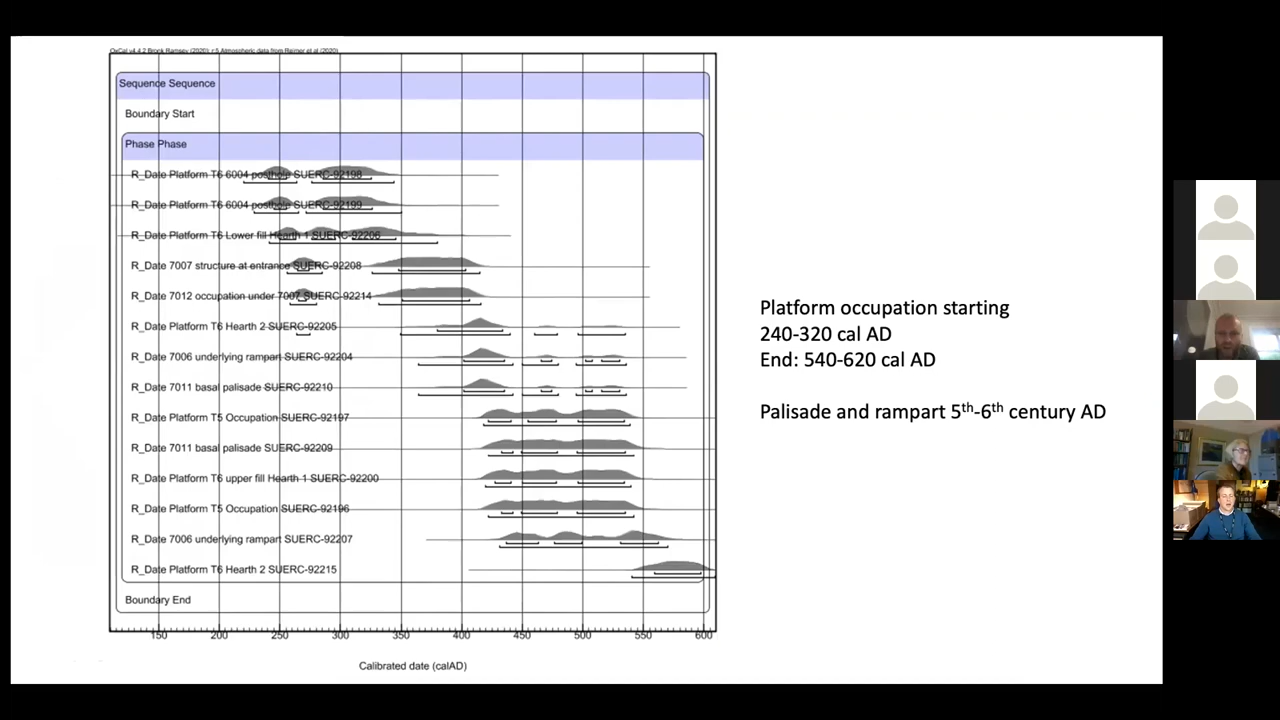 OxCal v4.4.2 Bronk Ramsey (2020); r:5 Atmospheric data from Reimer et al (2020)
Sequence Sequence
Boundary Start
Phase Phase
R_Date Platform T6 6004 posthole SUERC-92198
R_Date Platform T6 6004 posthole SUERC-92199
R_Date Platform T6 Lower fill Hearth 1 SUERC-92206
R_Date 7007 structure at entrance SUERC-92208
R_Date 7012 occupation under 7007 SUERC-92214
R_Date Platform T6 Hearth 2 SUERC-92205
R_Date 7006 underlying rampart SUERC-92204
R_Date 7011 basal palisade SUERC-92210
R_Date Platform T5 Occupation SUERC-92197
R_Date 7011 basal palisade SUERC-92209
R_Date Platform T6 upper fill Hearth 1 SUERC-92200
R_Date Platform T5 Occupation SUERC-92196
R_Date 7006 underlying rampart SUERC-92207
R_Date Platform T6 Hearth 2 SUERC-92215
Boundary End
150 200 250 300 350 400 450 500 550 600
Calibrated date (calAD)
Platform occupation starting
240-320 cal AD
End: 540-620 cal AD
Palisade and rampart 5th-6th century AD